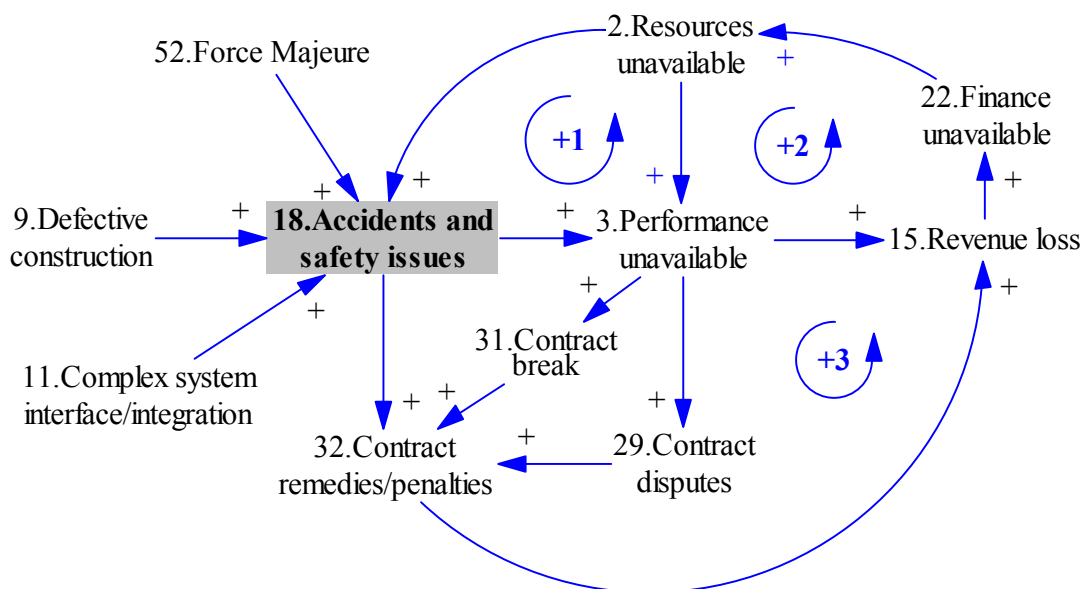 52.Force Majeure
2.Resources
unavailable
+
22.Finance
unavailable
+1
+2
+
+
+
+
+
9.Defective
construction
+
18.Accidents and
safety issues
+
3.Performance
unavailable
+
15.Revenue loss
+
+
+
31.Contract
break
+3
11.Complex system
interface/integration
+
+
+
32.Contract
remedies/penalties
+
29.Contract
disputes